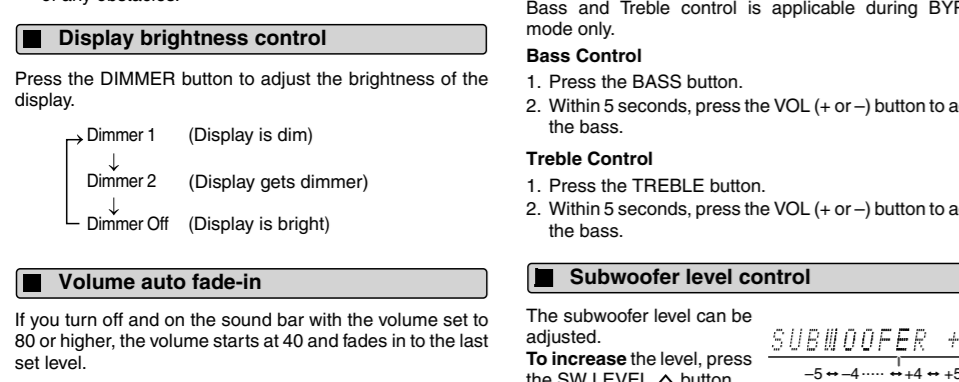 of any obstacles.
Display brightness control
Press the DIMMER button to adjust the brightness of the
display.
Dimmer 1 (Display is dim)
Dimmer 2 (Display gets dimmer)
Dimmer Off (Display is bright)
Volume auto fade-in
If you turn off and on the sound bar with the volume set to
80 or higher, the volume starts at 40 and fades in to the last
set level.
Bass and Treble control is applicable during
mode only.
Bass Control
1. Press the BASS button.
2. Within 5 seconds, press the VOL (+ or –) button to
the bass.
Treble Control
1. Press the TREBLE button.
2. Within 5 seconds, press the VOL (+ or –) button to
the bass.
Subwoofer level control
The subwoofer level can be
adjusted.
To increase the level, press
the SW LEVEL ∧ button.
SUBWOOFER +
–5 ↔ –4 ····· ↔ +4 ↔ +5